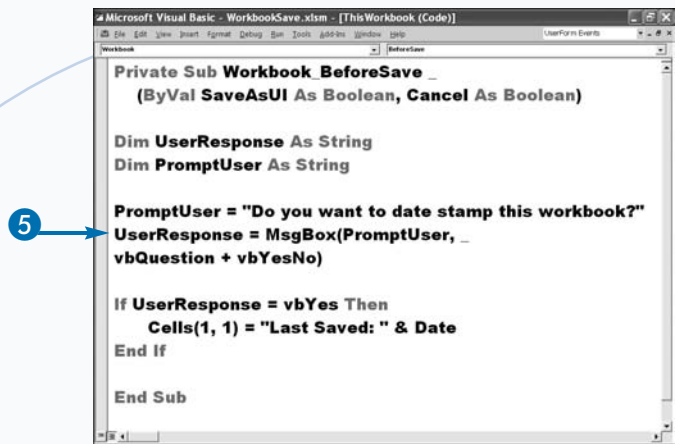 Microsoft Visual Basic - WorkbookSave.xlsm - [ThisWorkbook (Code)]
File Edit View Insert Format Debug Run Tools Add-Ins Window Help
UserForm Events
Workbook
BeforeSave
Private Sub Workbook_BeforeSave _
(ByVal SaveAsUI As Boolean, Cancel As Boolean)
Dim UserResponse As String
Dim PromptUser As String
PromptUser = "Do you want to date stamp this workbook?"
5
UserResponse = MsgBox(PromptUser, _
vbQuestion + vbYesNo)
If UserResponse = vbYes Then
Cells(1, 1) = "Last Saved: " & Date
End If
End Sub